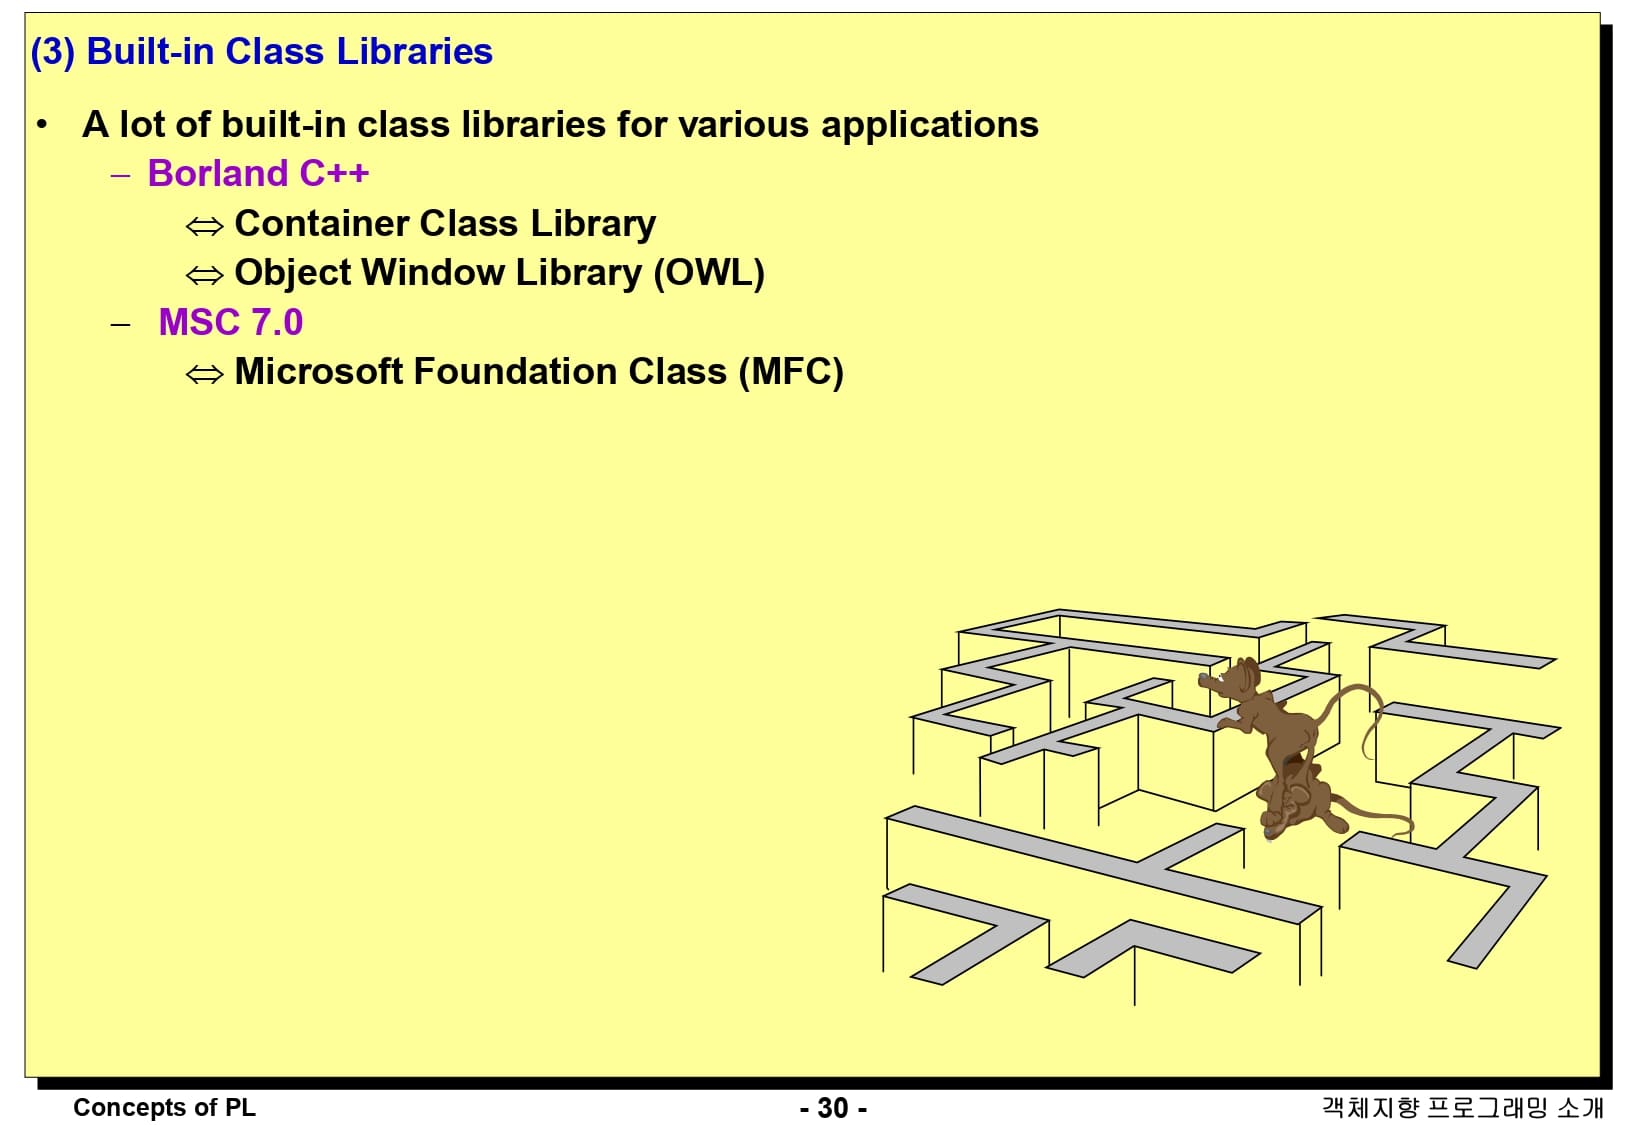 (3) Built-in Class Libraries
• A lot of built-in class libraries for various applications
– Borland C++
⇔ Container Class Library
⇔ Object Window Library (OWL)
– MSC 7.0
⇔ Microsoft Foundation Class (MFC)
Concepts of PL
- 30 -
객체지향 프로그래밍 소개